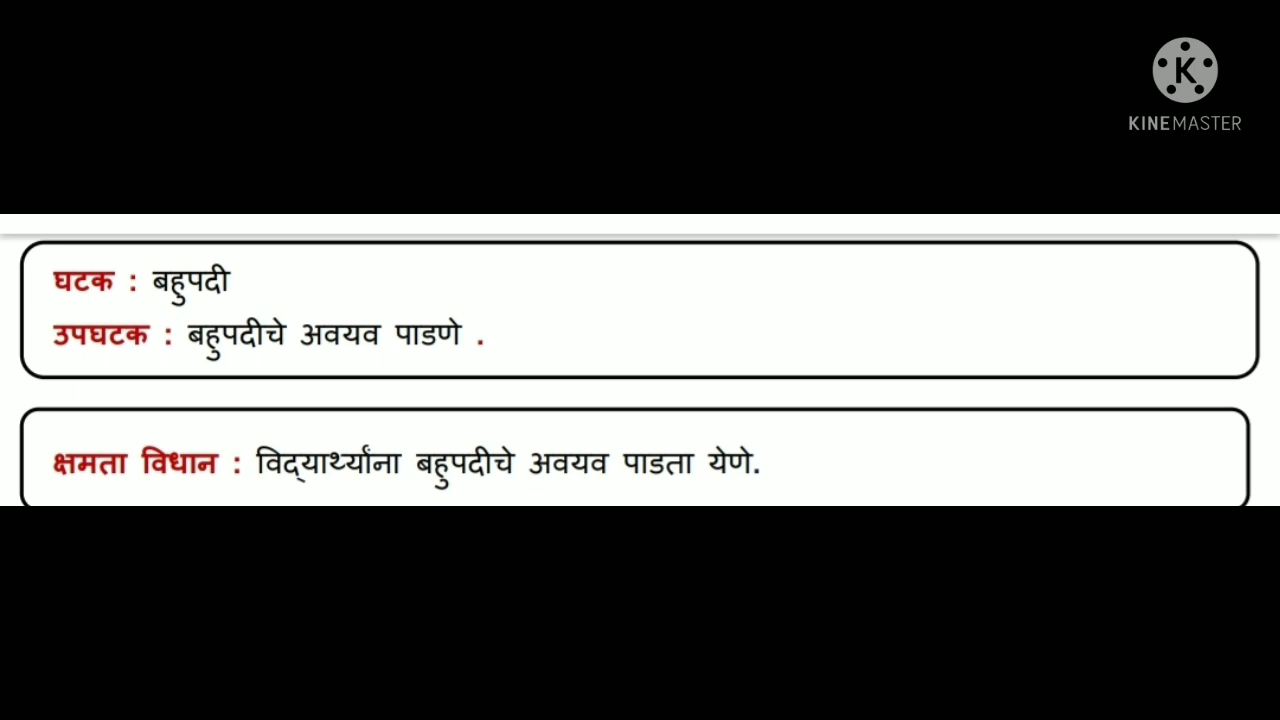 K
KINEMASTER
घटक : बहुपदी
उपघटक : बहुपदीचे अवयव पाडणे .
क्षमता विधान : विद्‌यार्थ्यांना बहुपदीचे अवयव पाडता येणे.